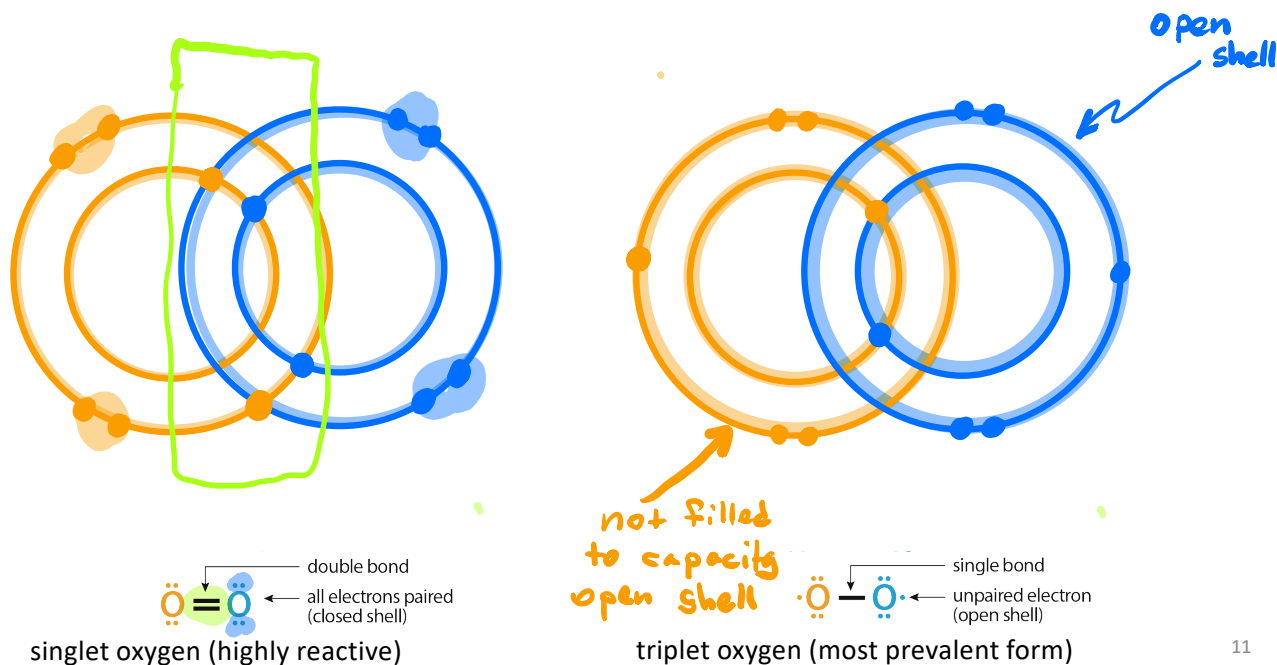 open
shell
not filled
to capacity
open shell
double bond
all electrons paired
(closed shell)
O = O
singlet oxygen (highly reactive)
single bond
unpaired electron
(open shell)
·O – O·
triplet oxygen (most prevalent form)
11